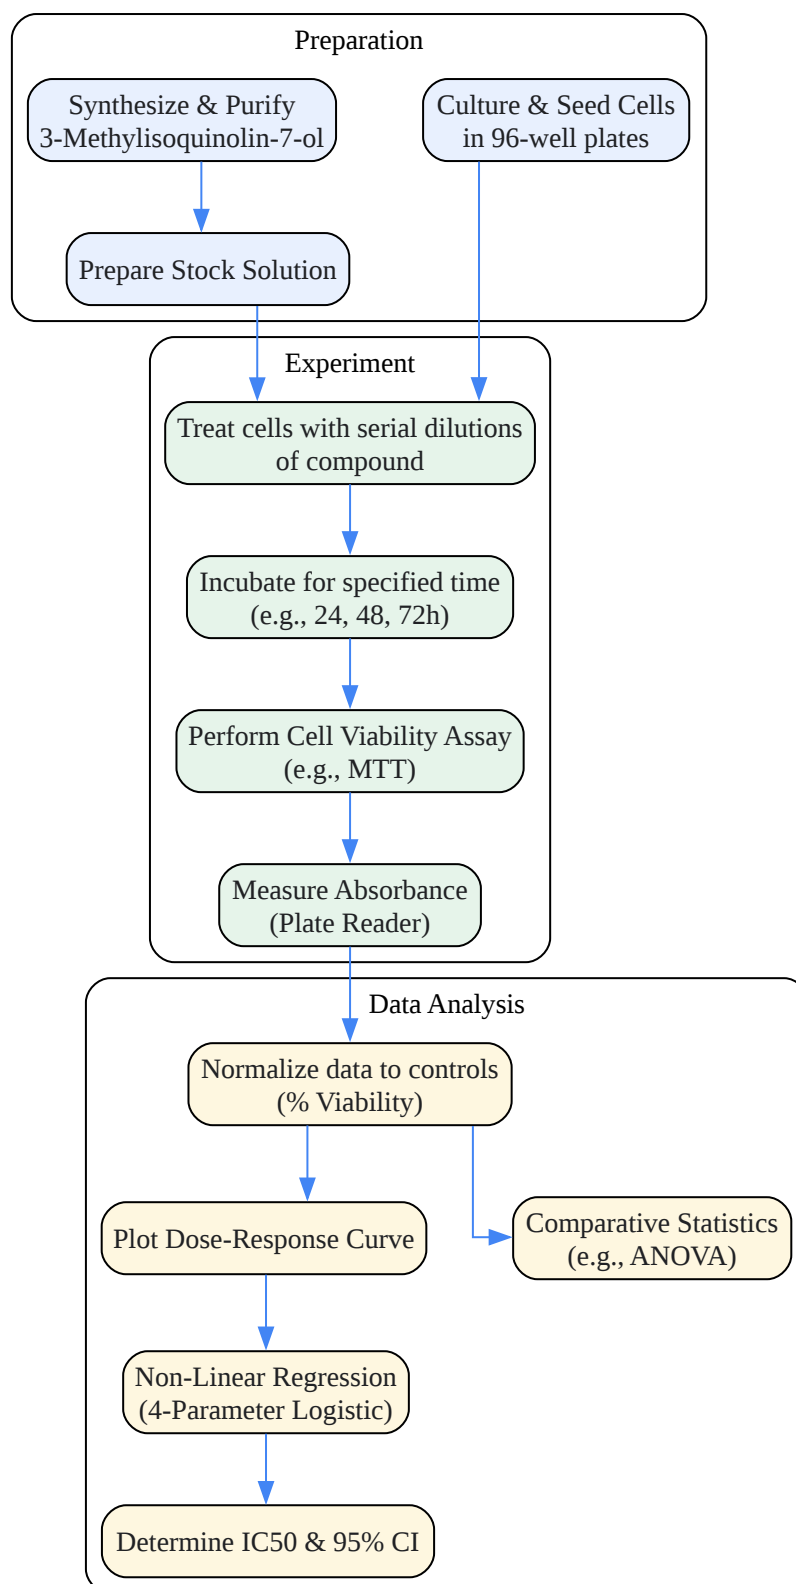 Preparation
Synthesize & Purify
3-Methylisoquinolin-7-ol
Culture & Seed Cells
in 96-well plates
Prepare Stock Solution
Experiment
Treat cells with serial dilutions
of compound
Incubate for specified time
(e.g., 24, 48, 72h)
Perform Cell Viability Assay
(e.g., MTT)
Measure Absorbance
(Plate Reader)
Data Analysis
Normalize data to controls
(% Viability)
Plot Dose-Response Curve
Comparative Statistics
(e.g., ANOVA)
Non-Linear Regression
(4-Parameter Logistic)
Determine IC50 & 95% CI